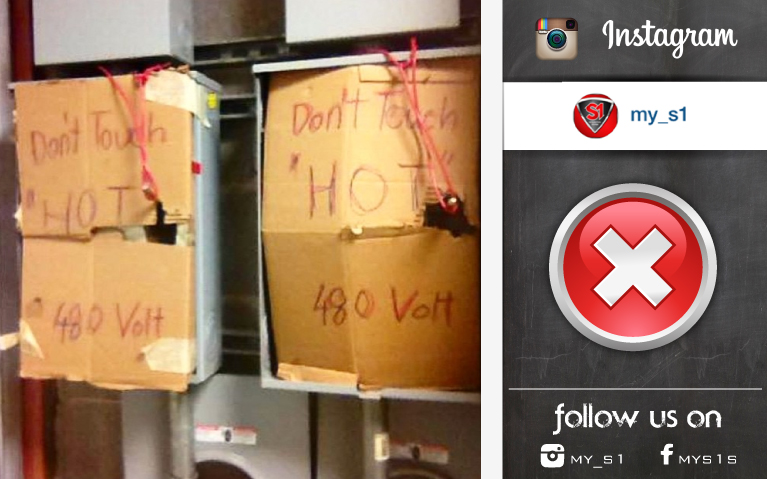 Don't Touch
"HOT
480 Volt
Don't Touch
"HOT"
480 Volt
Instagram
S1
my_s1
follow us on
MY_S1
f MYS1S